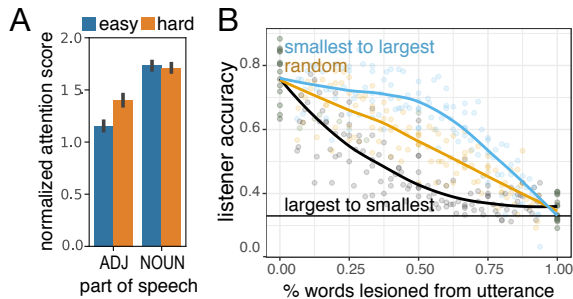 A
easy hard
normalized attention score
2.0
1.5
1.0
0.0
ADJ NOUN
part of speech
B
smallest to largest
random
largest to smallest
listener accuracy
0.8
0.6
0.4
0.2
0.0
0.00 0.25 0.50 0.75 1.00
% words lesioned from utterance